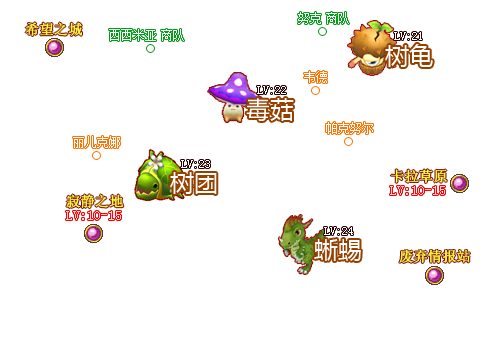 希望之城
西西米亚 商队
努克 商队
LV:21
树龟
韦德
LV:22
毒菇
帕克努尔
丽儿克娜
LV:23
树团
卡拉草原
LV:10-15
寂静之地
LV:10-15
LV:24
蜥蜴
废弃情报站